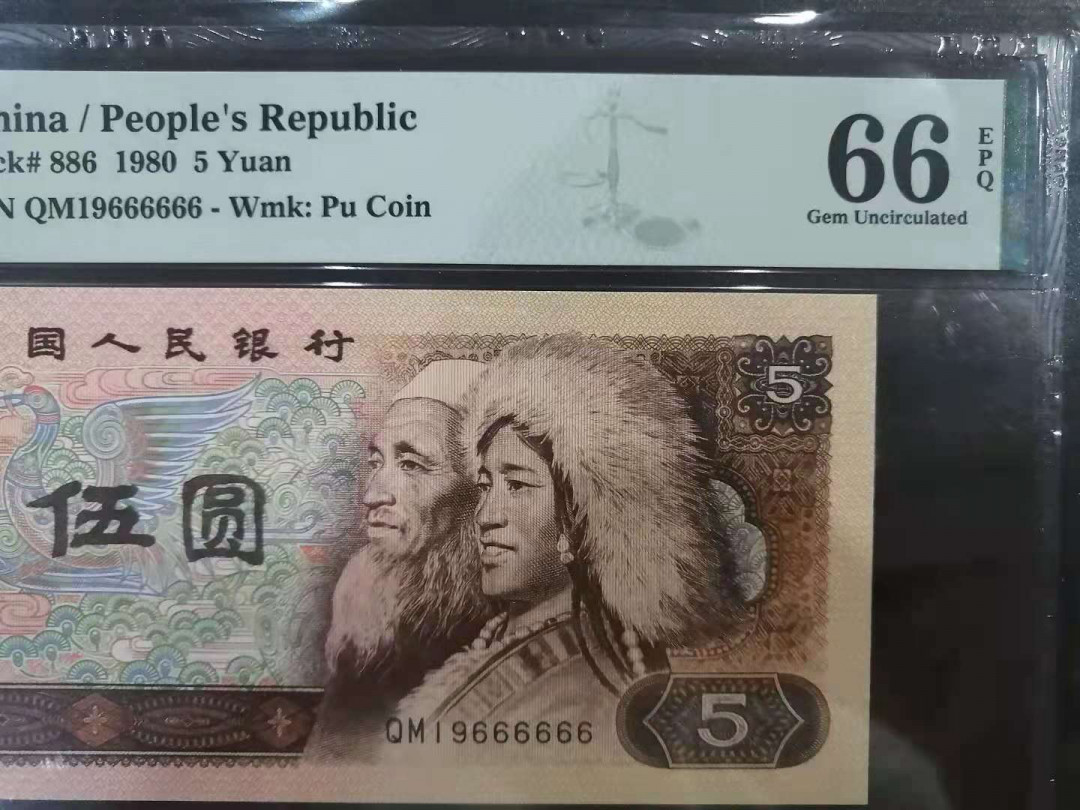 hina / People's Republic
ck# 886 1980 5 Yuan
N QM19666666 - Wmk: Pu Coin
66
EPQ
Gem Uncirculated
国人民银行
5
伍圆
QM19666666
5